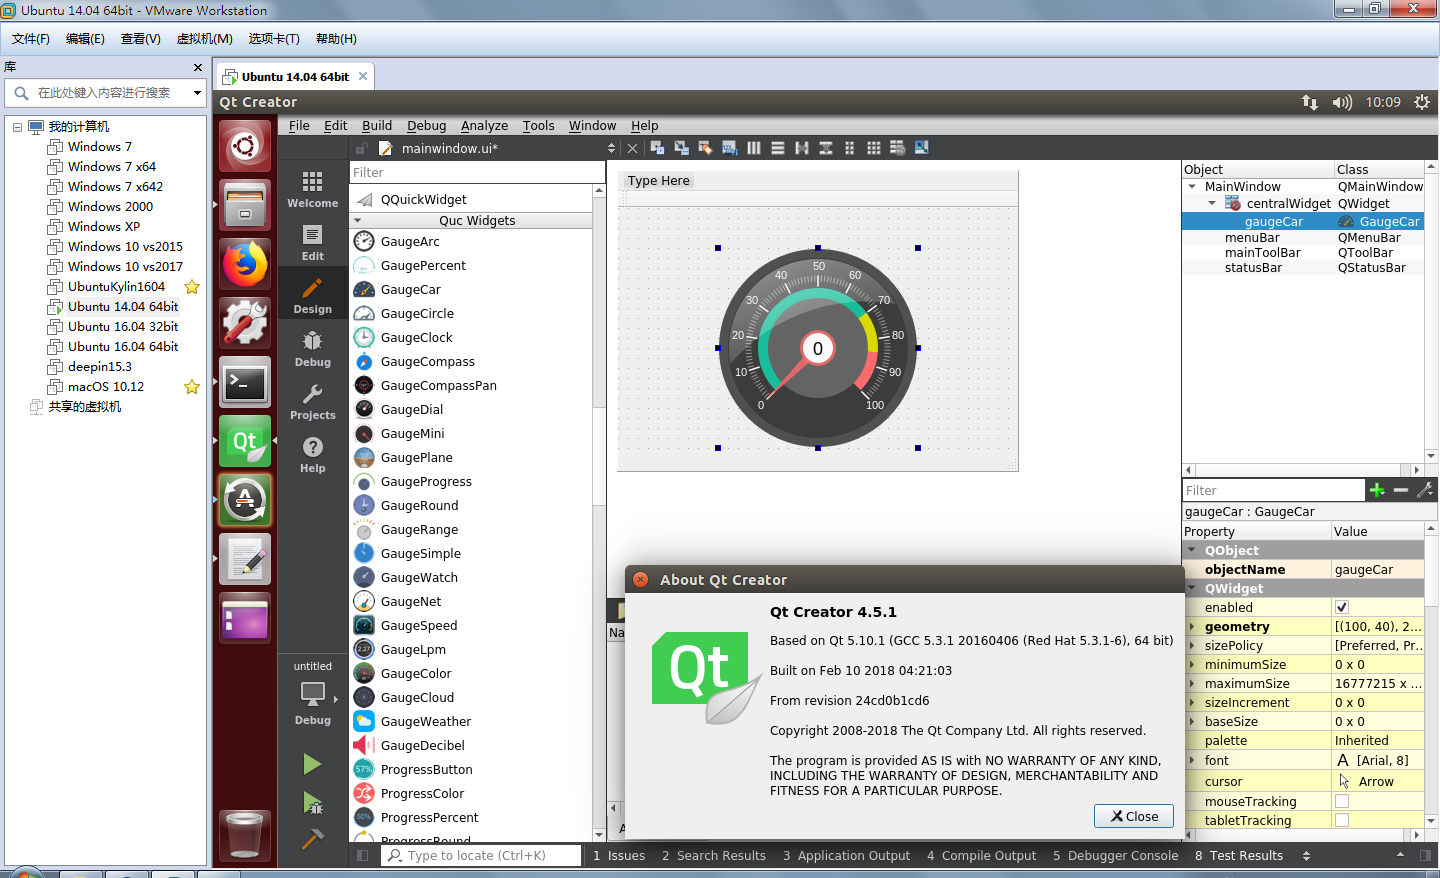 Ubuntu 14.04 64bit - VMware Workstation
文件(F) 编辑(E) 查看(V) 虚拟机(M) 选项卡(T) 帮助(H)
库
在此处键入内容进行搜索
我的计算机
Windows 7
Windows 7 x64
Windows 7 x642
Windows 2000
Windows XP
Windows 10 vs2015
Windows 10 vs2017
UbuntuKylin1604
Ubuntu 14.04 64bit
Ubuntu 16.04 32bit
Ubuntu 16.04 64bit
deepin15.3
macOS 10.12
共享的虚拟机
Ubuntu 14.04 64bit
Qt Creator
10:09
File Edit Build Debug Analyze Tools Window Help
mainwindow.ui*
Welcome
Edit
Design
Debug
Projects
Help
untitled
Debug
Filter
QQuickWidget
Quc Widgets
GaugeArc
GaugePercent
GaugeCar
GaugeCircle
GaugeClock
GaugeCompass
GaugeCompassPan
GaugeDial
GaugeMini
GaugePlane
GaugeProgress
GaugeRound
GaugeRange
GaugeSimple
GaugeWatch
GaugeNet
GaugeSpeed
GaugeLpm
GaugeColor
GaugeCloud
GaugeWeather
GaugeDecibel
ProgressButton
ProgressColor
ProgressPercent
ProgressRound
Type Here
0 10 20 30 40 50 60 70 80 90 100
0
Object Class
MainWindow QMainWindow
centralWidget QWidget
gaugeCar GaugeCar
menuBar QMenuBar
mainToolBar QToolBar
statusBar QStatusBar
Filter
gaugeCar : GaugeCar
Property Value
QObject
objectName gaugeCar
QWidget
enabled
geometry [(100, 40), 2...
sizePolicy [Preferred, Pr...
minimumSize 0 x 0
maximumSize 16777215 x ...
sizeIncrement 0 x 0
baseSize 0 x 0
palette Inherited
font A [Arial, 8]
cursor Arrow
mouseTracking
tabletTracking
About Qt Creator
Qt
Qt Creator 4.5.1
Based on Qt 5.10.1 (GCC 5.3.1 20160406 (Red Hat 5.3.1-6), 64 bit)
Built on Feb 10 2018 04:21:03
From revision 24cd0b1cd6
Copyright 2008-2018 The Qt Company Ltd. All rights reserved.
The program is provided AS IS with NO WARRANTY OF ANY KIND,
INCLUDING THE WARRANTY OF DESIGN, MERCHANTABILITY AND
FITNESS FOR A PARTICULAR PURPOSE.
Close
Type to locate (Ctrl+K)
1 Issues 2 Search Results 3 Application Output 4 Compile Output 5 Debugger Console 8 Test Results